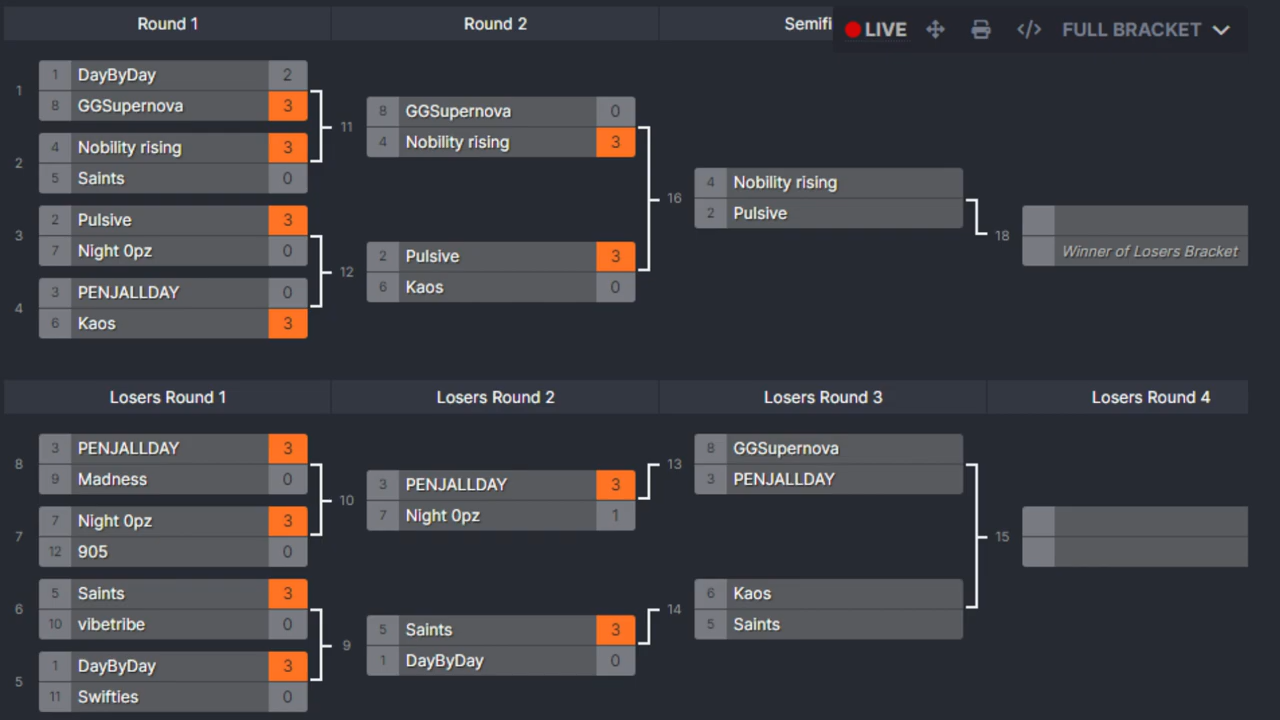 Round 1
Round 2
Semifi
LIVE
</>
FULL BRACKET
1
1 DayByDay 2
8 GGSupernova 3
2
4 Nobility rising 3
5 Saints 0
3
2 Pulsive 3
7 Night 0pz 0
4
3 PENJALLDAY 0
6 Kaos 3
11
8 GGSupernova 0
4 Nobility rising 3
12
2 Pulsive 3
6 Kaos 0
16
4 Nobility rising
2 Pulsive
18
Winner of Losers Bracket
Losers Round 1
Losers Round 2
Losers Round 3
Losers Round 4
8
3 PENJALLDAY 3
9 Madness 0
7
7 Night 0pz 3
12 905 0
6
5 Saints 3
10 vibetribe 0
5
1 DayByDay 3
11 Swifties 0
10
3 PENJALLDAY 3
7 Night 0pz 1
9
5 Saints 3
1 DayByDay 0
13
8 GGSupernova
3 PENJALLDAY
14
6 Kaos
5 Saints
15